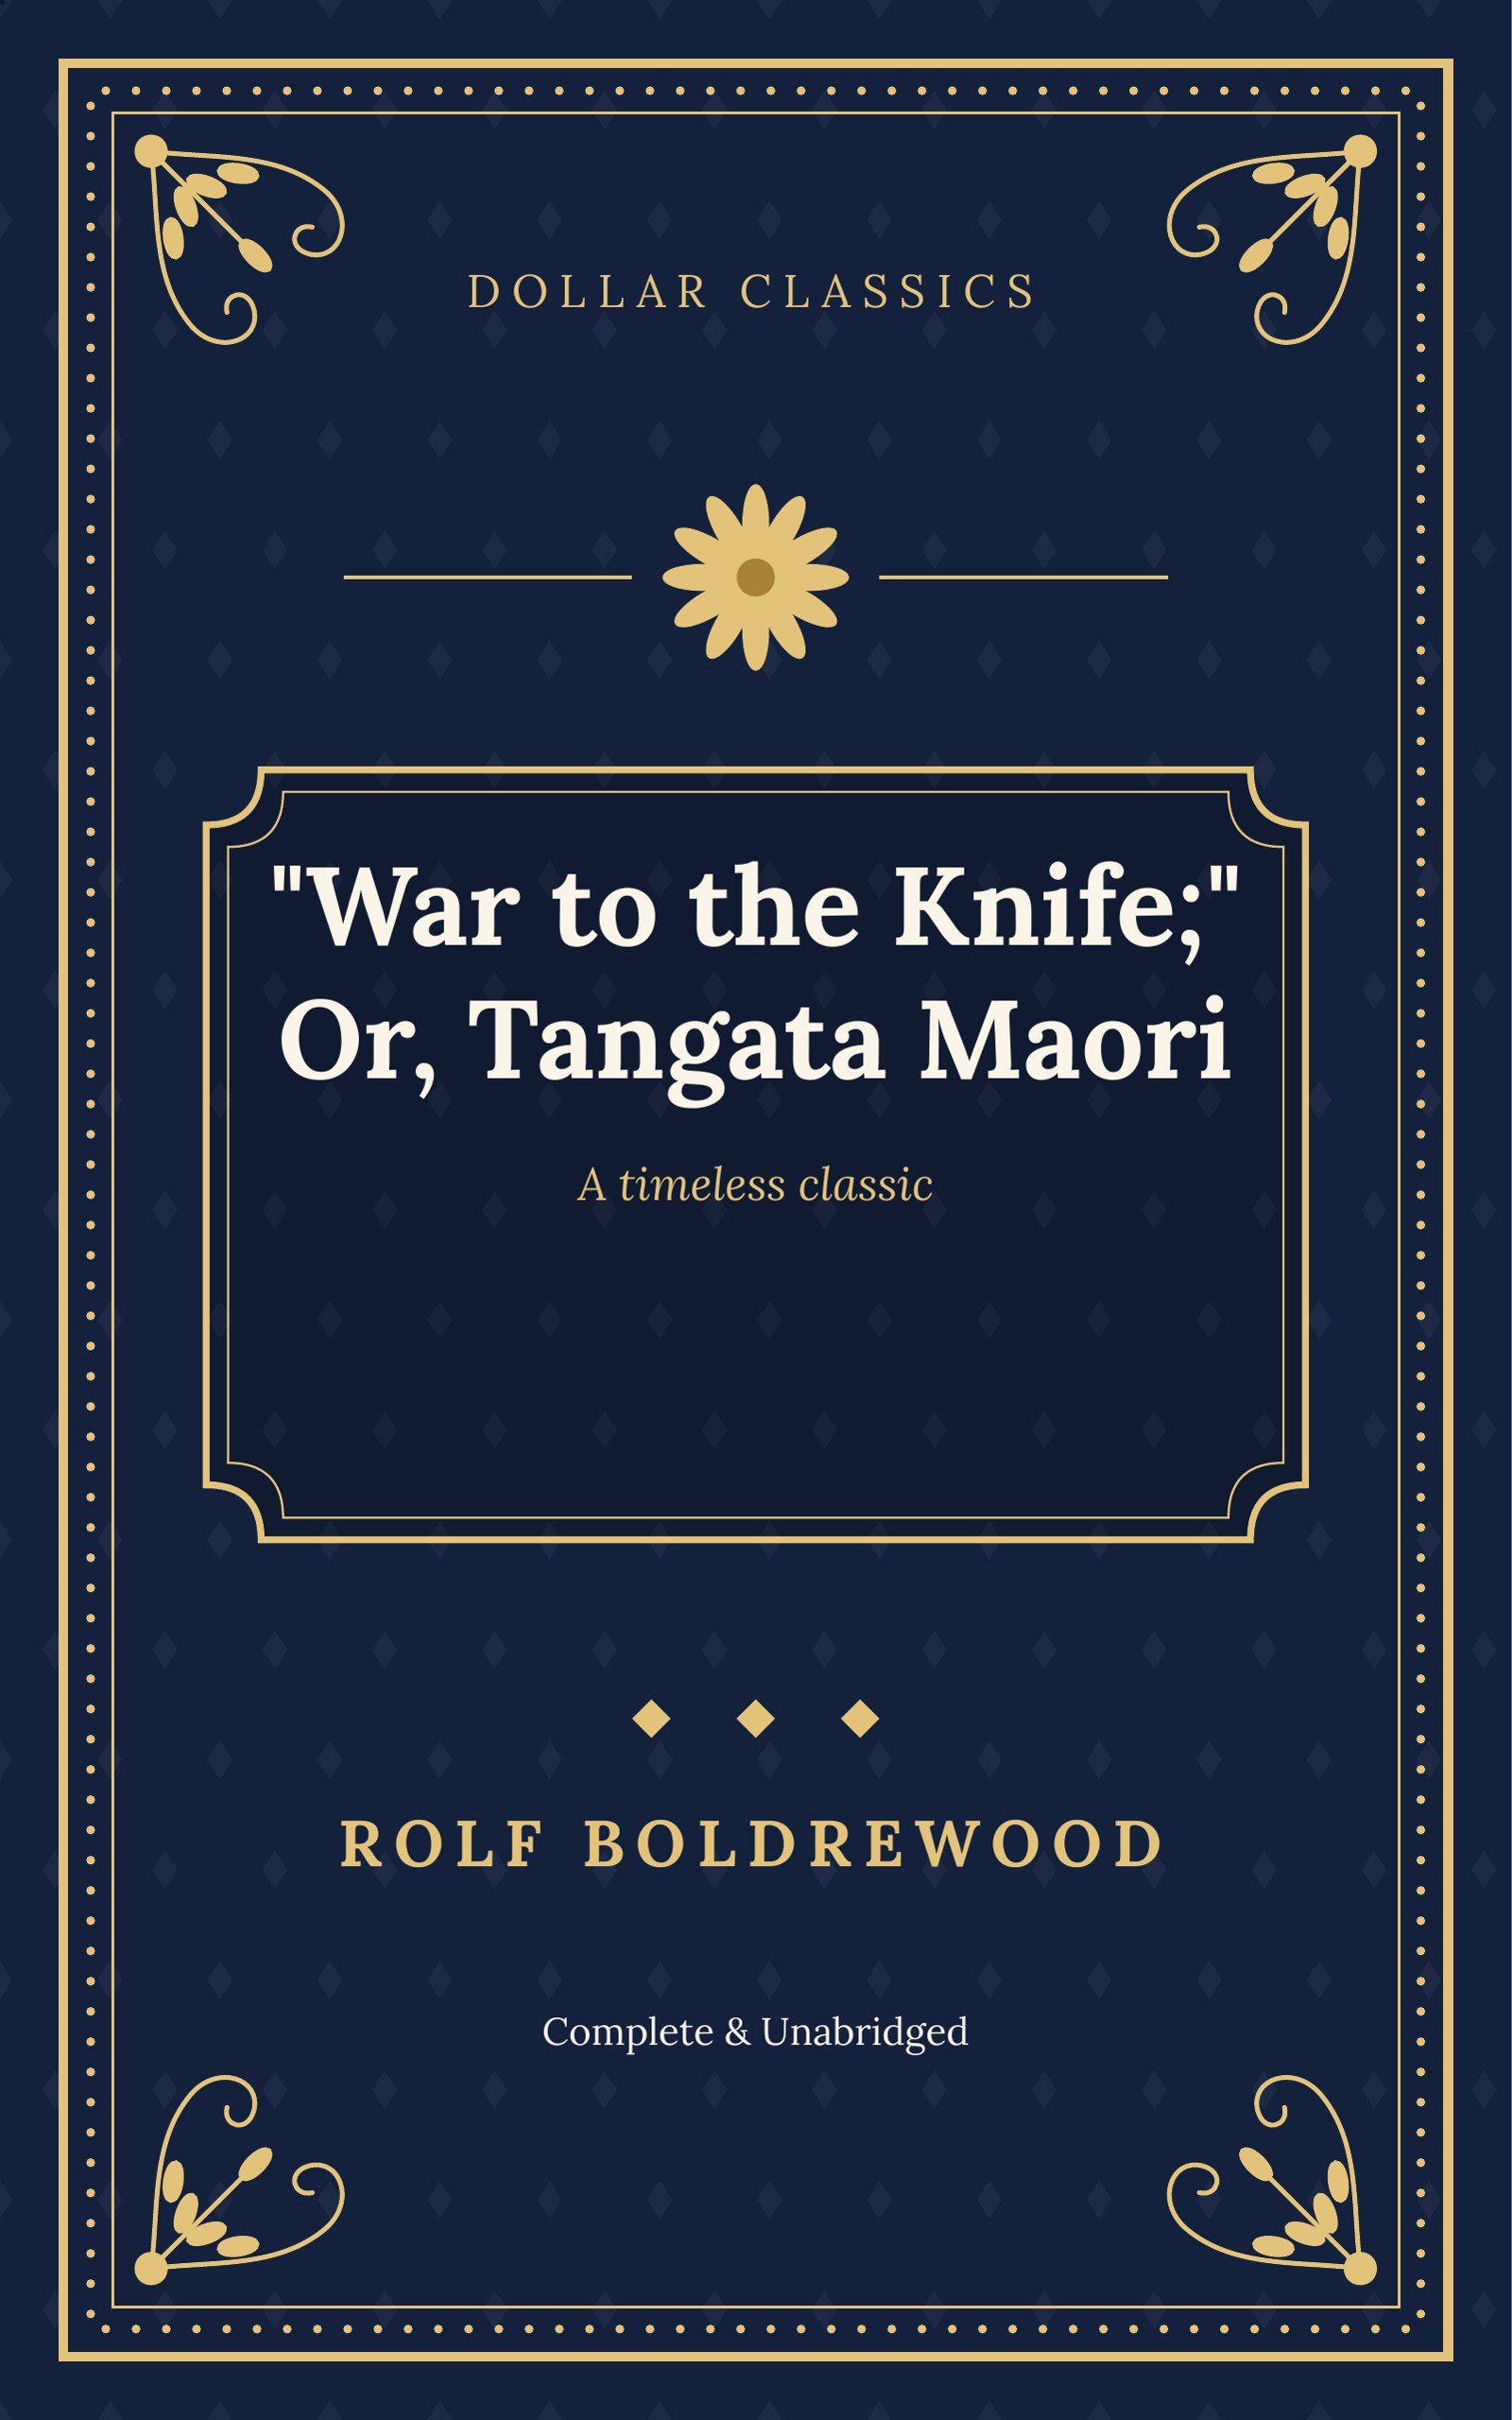 DOLLAR CLASSICS
"War to the Knife;"
Or, Tangata Maori
A timeless classic
ROLF BOLDREWOOD
Complete & Unabridged